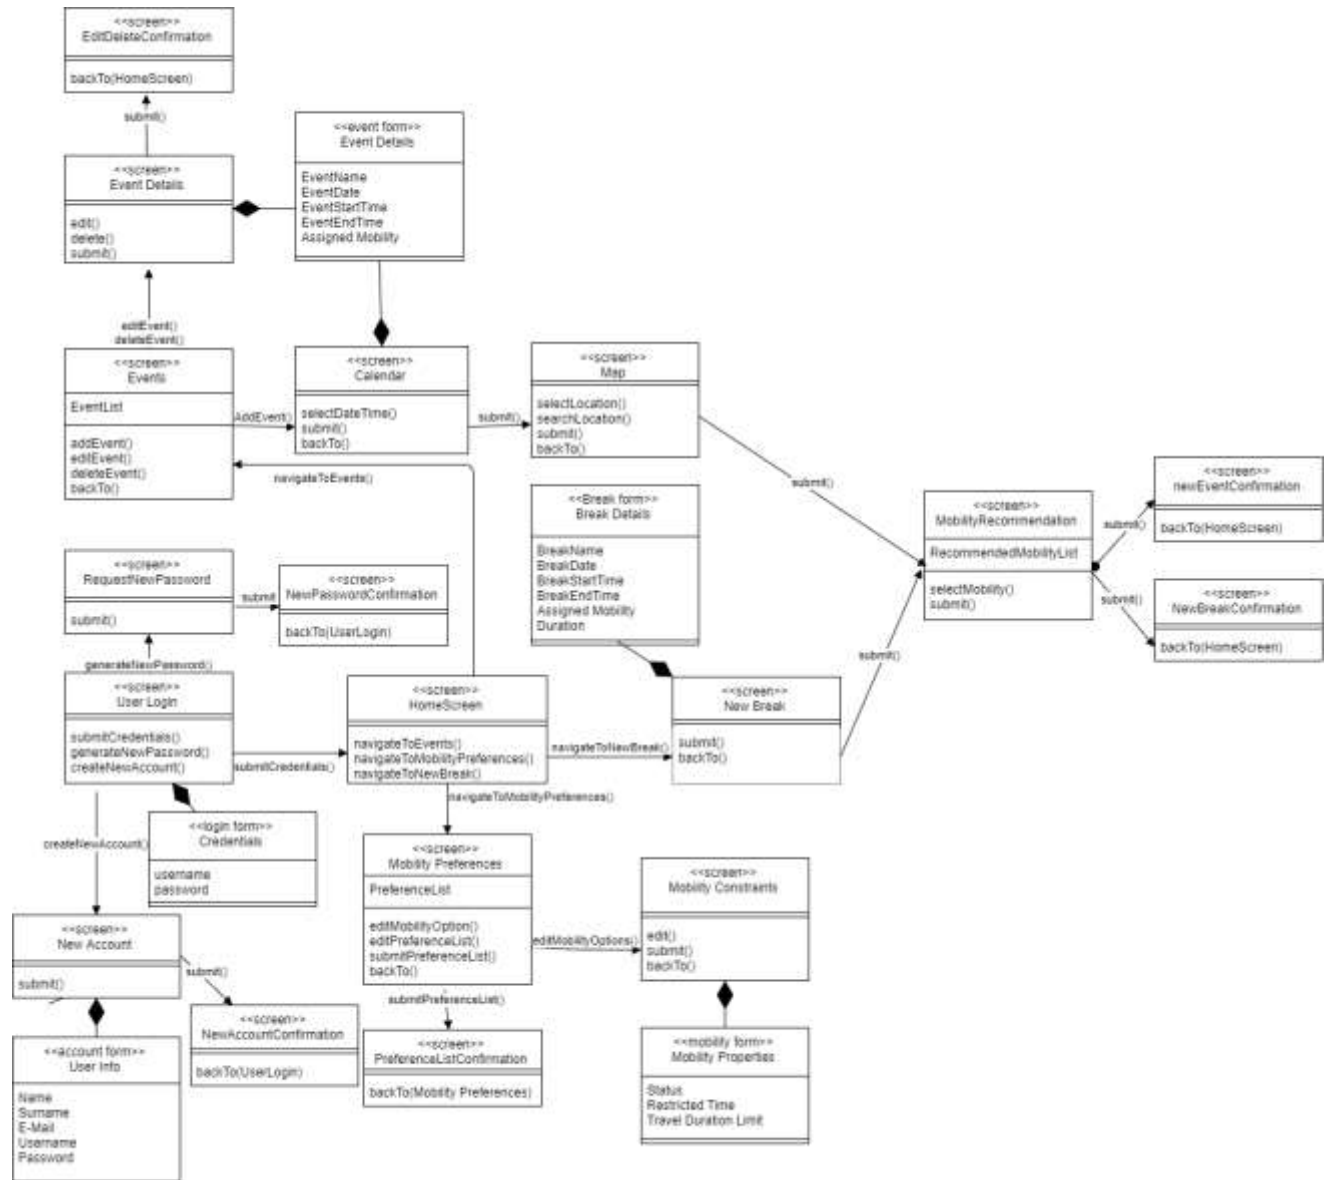 <<screen>>
EditDeleteConfirmation
backTo(HomeScreen)
submit()
<<event form>>
Event Details
EventName
EventDate
EventStartTime
EventEndTime
Assigned Mobility
<<screen>>
Event Details
edit()
delete()
submit()
editEvent()
deleteEvent()
<<screen>>
Events
EventList
addEvent()
editEvent()
deleteEvent()
backTo()
AddEvent()
<<screen>>
Calendar
selectDateTime()
submit()
backTo()
submit()
<<screen>>
Map
selectLocation()
searchLocation()
submit()
backTo()
navigateToEvents()
submit()
<<Break form>>
Break Details
BreakName
BreakDate
BreakStartTime
BreakEndTime
Assigned Mobility
Duration
<<screen>>
MobilityRecommendation
RecommendedMobilityList
selectMobility()
submit()
submit()
<<screen>>
newEventConfirmation
backTo(HomeScreen)
submit()
<<screen>>
NewBreakConfirmation
backTo(HomeScreen)
<<screen>>
RequestNewPassword
submit()
submit
<<screen>>
NewPasswordConfirmation
backTo(UserLogin)
generateNewPassword()
<<screen>>
User Login
submitCredentials()
generateNewPassword()
createNewAccount()
submitCredentials()
<<screen>>
HomeScreen
navigateToEvents()
navigateToMobilityPreferences()
navigateToNewBreak()
navigateToNewBreak()
<<screen>>
New Break
submit()
backTo()
submit()
navigateToMobilityPreferences()
createNewAccount()
<<login form>>
Credentials
username
password
<<screen>>
Mobility Preferences
PreferenceList
editMobilityOption()
editPreferenceList()
submitPreferenceList()
backTo()
editMobilityOptions()
<<screen>>
Mobility Constraints
edit()
submit()
backTo()
<<screen>>
New Account
submit()
submit()
submitPreferenceList()
<<screen>>
NewAccountConfirmation
backTo(UserLogin)
<<screen>>
PreferenceListConfirmation
backTo(Mobility Preferences)
<<mobility form>>
Mobility Properties
Status
Restricted Time
Travel Duration Limit
<<account form>>
User Info
Name
Surname
E-Mail
Username
Password